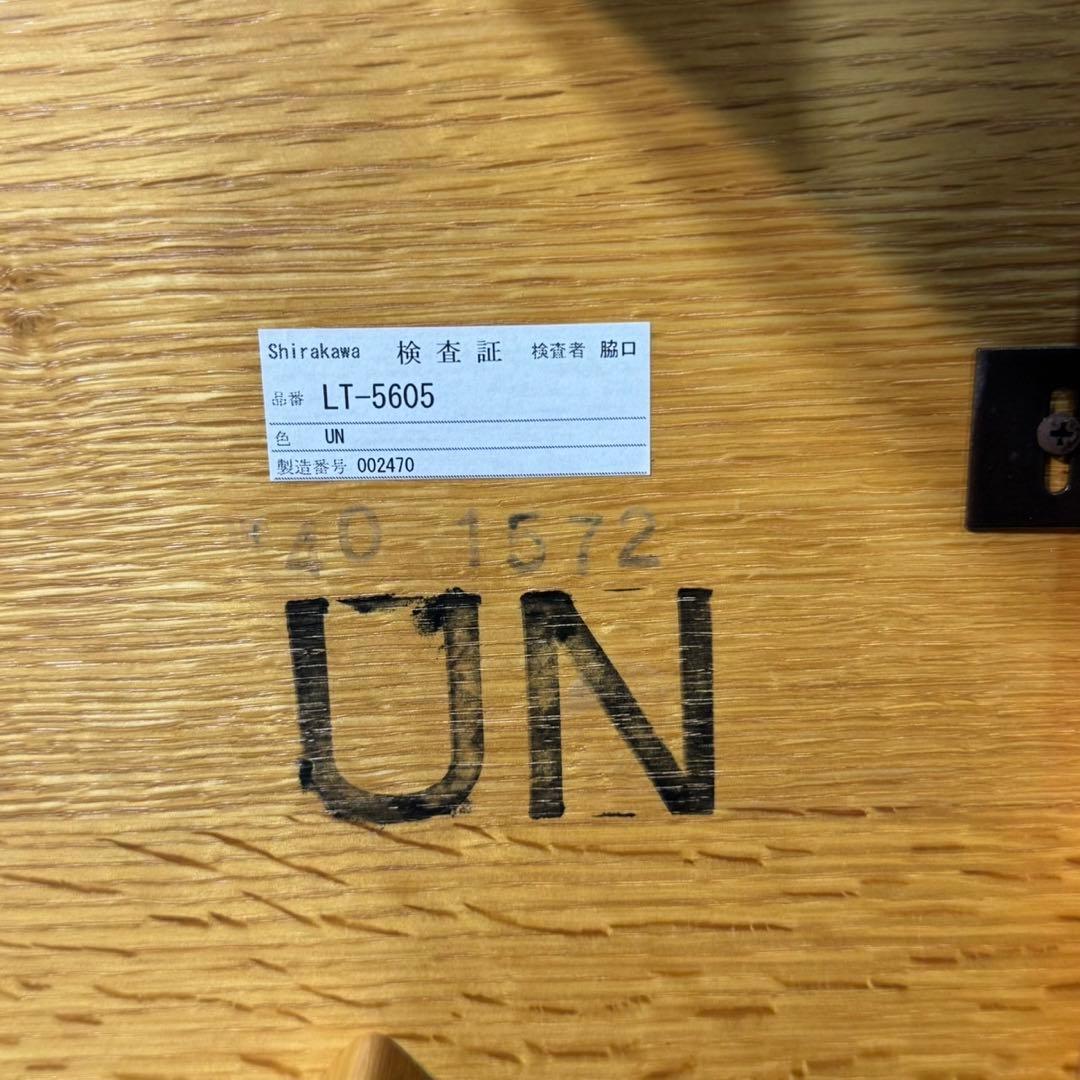 Shirakawa 検査証 検査者 脇口
品番 LT-5605
色 UN
製造番号 002470
40 1572
UN